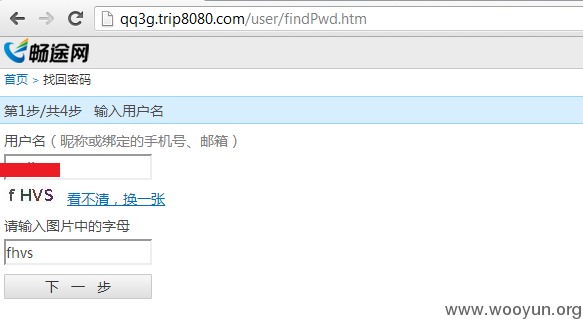 qq3g.trip8080.com/user/findPwd.htm
畅途网
首页 > 找回密码
第1步/共4步 输入用户名
用户名（昵称或绑定的手机号、邮箱）
f HVS 看不清，换一张
请输入图片中的字母
fhvs
下 一 步
www.wooyun.org